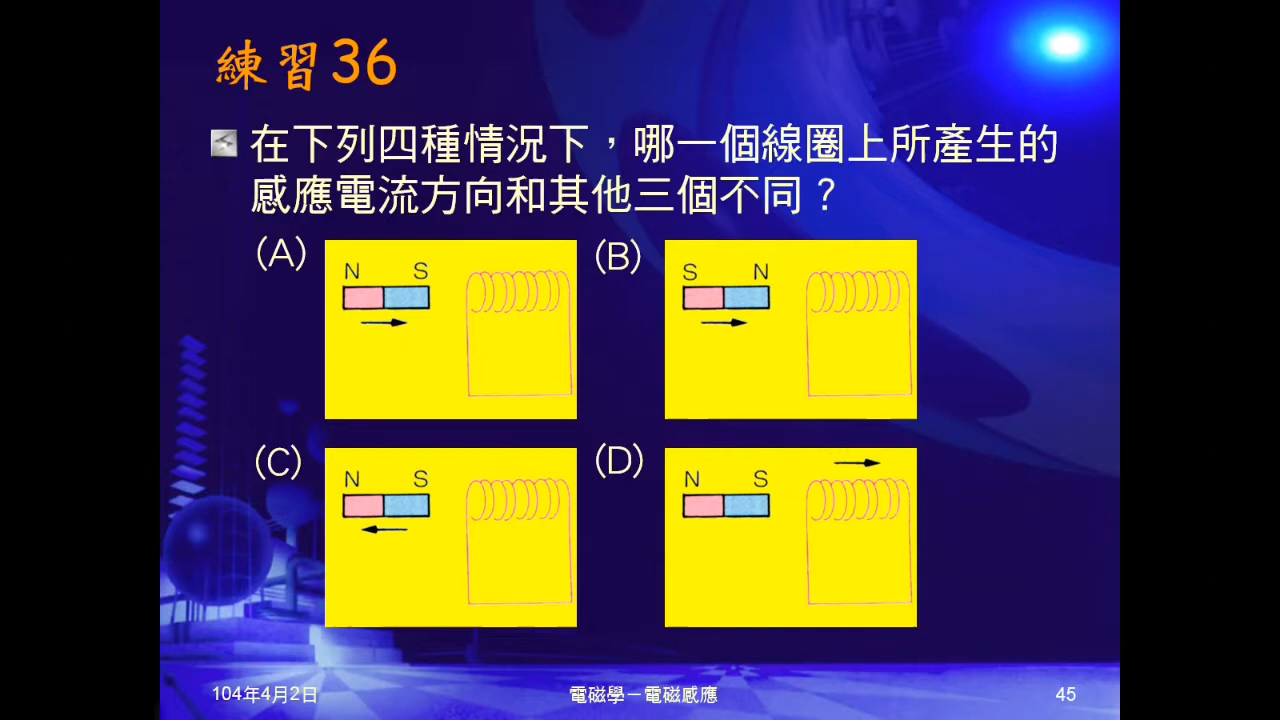 練習36
在下列四種情況下，哪一個線圈上所產生的
感應電流方向和其他三個不同？
(A)
N S
(B)
S N
(C)
N S
(D)
N S
104年4月2日
電磁學－電磁感應
45